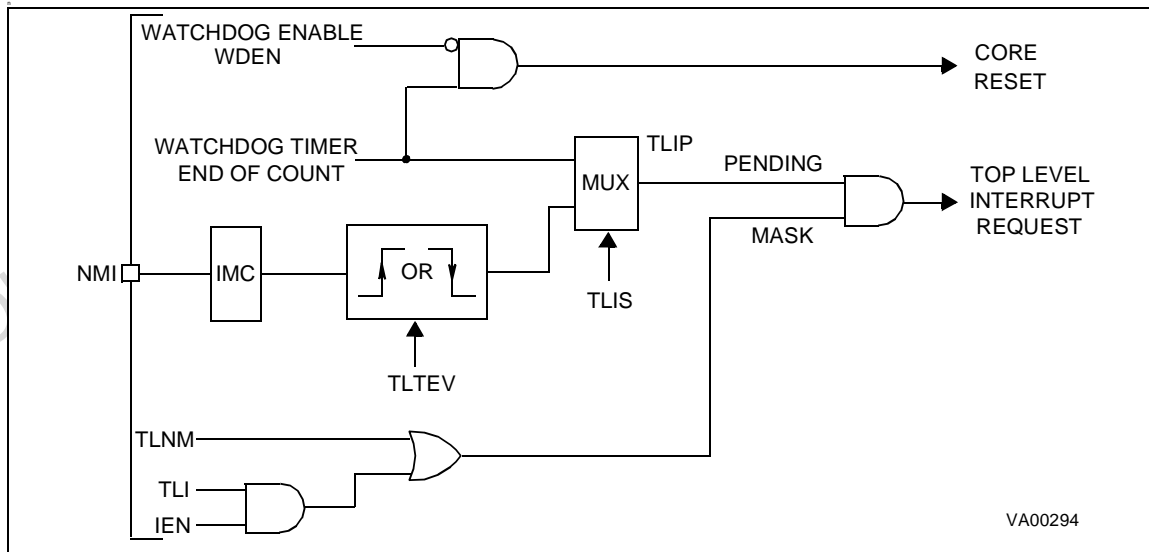 WATCHDOG ENABLE
WDEN
CORE
RESET
WATCHDOG TIMER
END OF COUNT
TLIP
MUX
PENDING
MASK
TOP LEVEL
INTERRUPT
REQUEST
NMI
IMC
OR
TLIS
TLTEV
TLNM
TLI
IEN
VA00294